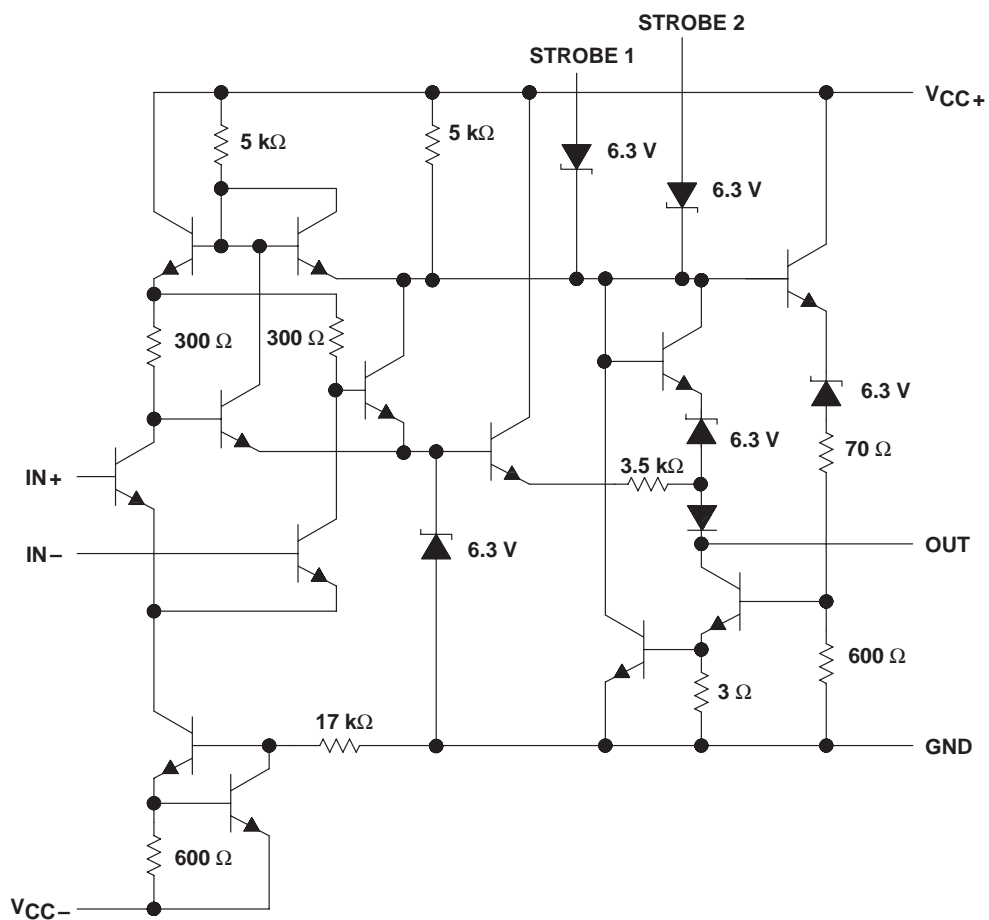 STROBE 2
STROBE 1
VCC+
5 kΩ
5 kΩ
6.3 V
6.3 V
300 Ω
300 Ω
6.3 V
6.3 V
70 Ω
3.5 kΩ
IN+
IN−
6.3 V
OUT
600 Ω
3 Ω
17 kΩ
GND
600 Ω
VCC−